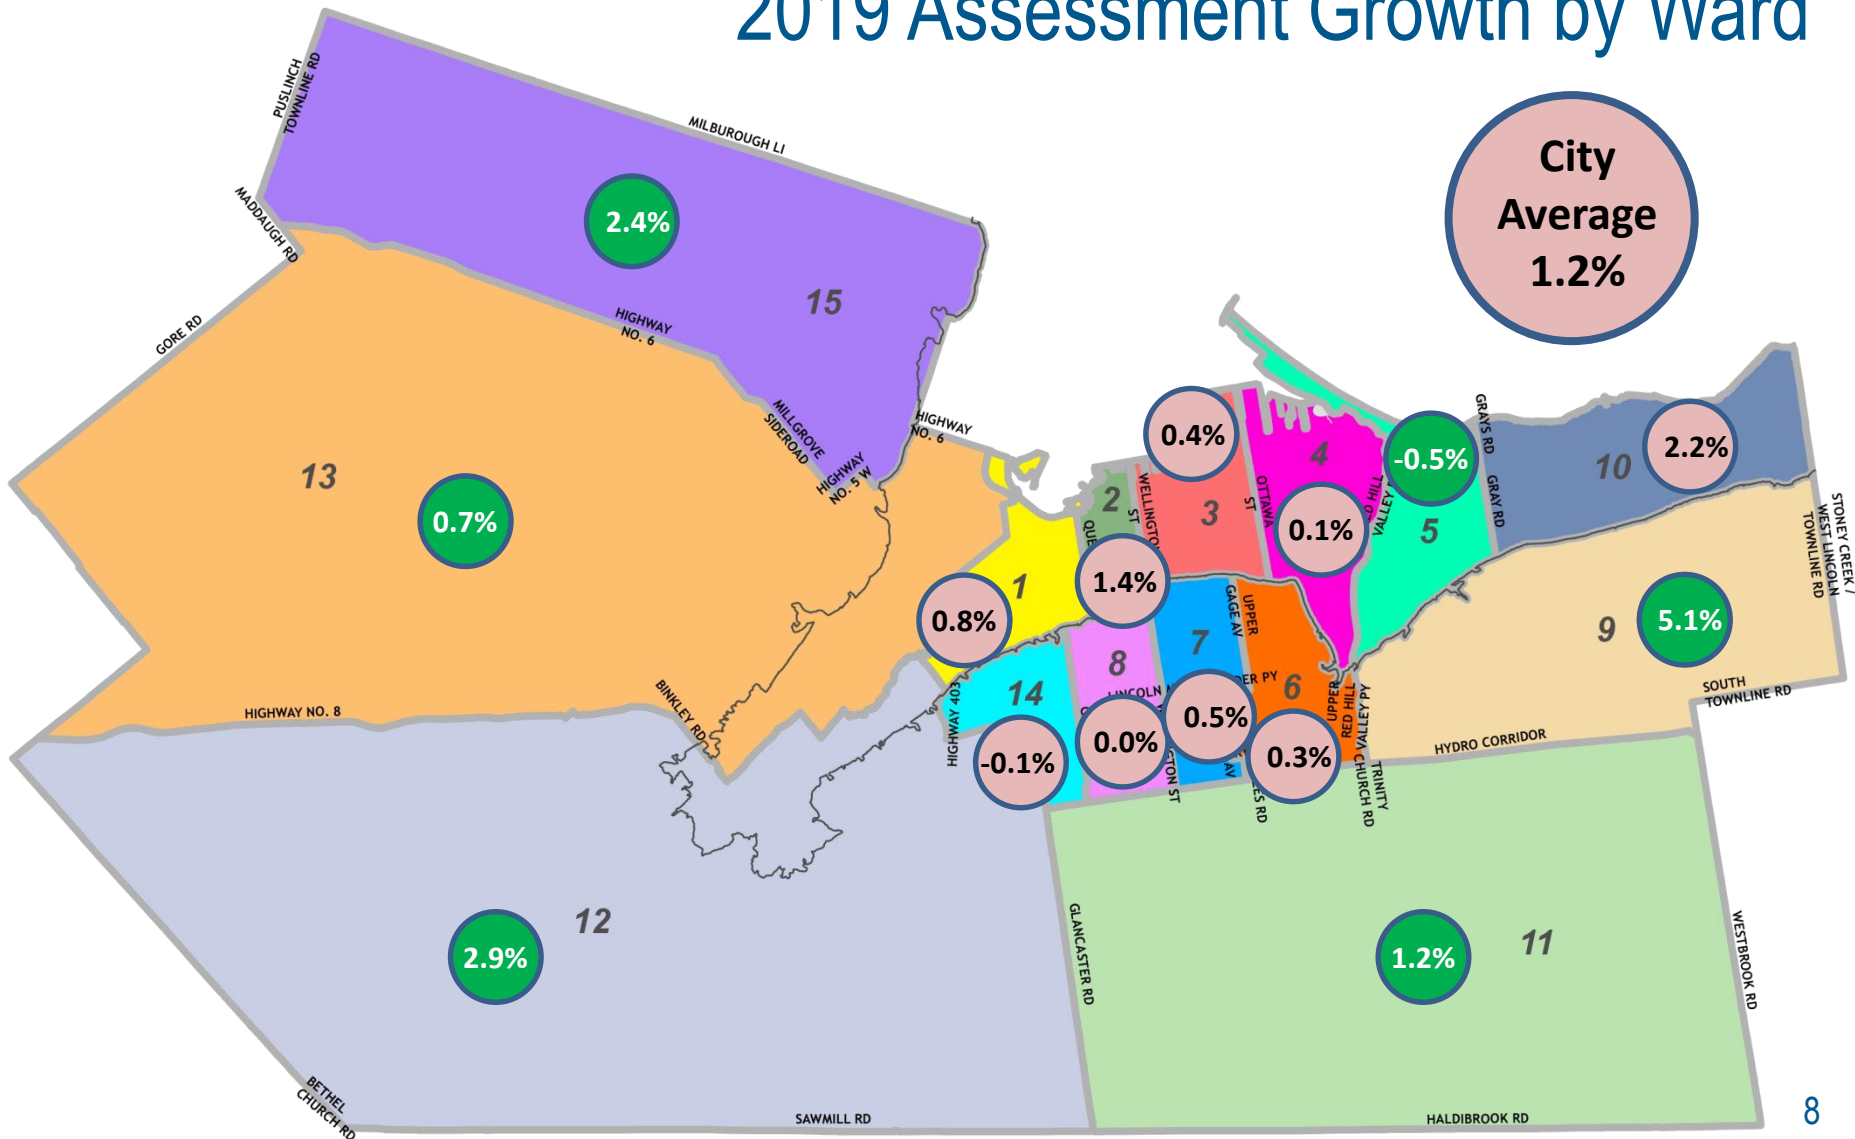 2019 Assessment Growth by Ward
City
Average
1.2%
PUSLINCH
TOWNLINE RD
MILBOROUGH LI
MADDAUGH RD
2.4%
15
GORE RD
HIGHWAY
NO. 6
MILLGROVE
SIDEROAD
HIGHWAY
NO. 5 W
HIGHWAY
NO. 6
13
0.7%
HIGHWAY NO. 8
BINKLEY RD
12
2.9%
BETHEL
CHURCH RD
SAWMILL RD
1
0.8%
2
1.4%
WELLINGTON
ST
3
0.4%
OTTAWA
ST
4
0.1%
-0.5%
5
GRAYS RD
GRAY RD
10
2.2%
STONEY CREEK /
WEST LINCOLN
TOWNLINE RD
9
5.1%
SOUTH
TOWNLINE RD
HYDRO CORRIDOR
HIGHWAY 403
14
-0.1%
8
LINCOLN
0.0%
7
0.5%
UPPER
GAGE AV
6
0.3%
UPPER
RED HILL
VALLEY PY
TRINITY
CHURCH RD
GLANCASTER RD
1.2%
11
WESTBROOK RD
HALDIBROOK RD
8